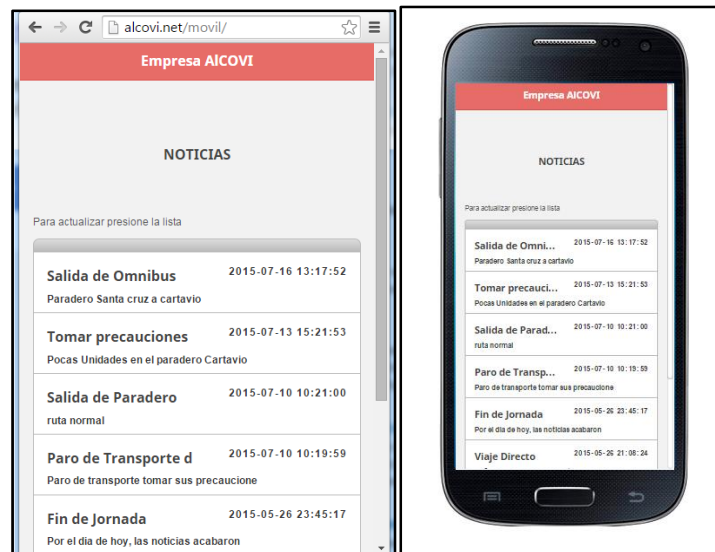 alcovi.net/movil/
Empresa AlCOVI
NOTICIAS
Para actualizar presione la lista
Salida de Omnibus 2015-07-16 13:17:52
Paradero Santa cruz a cartavio
Tomar precauciones 2015-07-13 15:21:53
Pocas Unidades en el paradero Cartavio
Salida de Paradero 2015-07-10 10:21:00
ruta normal
Paro de Transporte d 2015-07-10 10:19:59
Paro de transporte tomar sus precaucione
Fin de Jornada 2015-05-26 23:45:17
Por el dia de hoy, las noticias acabaron
Empresa AlCOVI
NOTICIAS
Para actualizar presione la lista
Salida de Omni... 2015-07-16 13:17:52
Paradero Santa cruz a cartavio
Tomar precauci... 2015-07-13 15:21:53
Pocas Unidades en el paradero Cartavio
Salida de Parad... 2015-07-10 10:21:00
ruta normal
Paro de Transp... 2015-07-10 10:19:59
Paro de transporte tomar sus precaucione
Fin de Jornada 2015-05-26 23:45:17
Por el dia de hoy, las noticias acabaron
Viaje Directo 2015-05-26 21:08:24